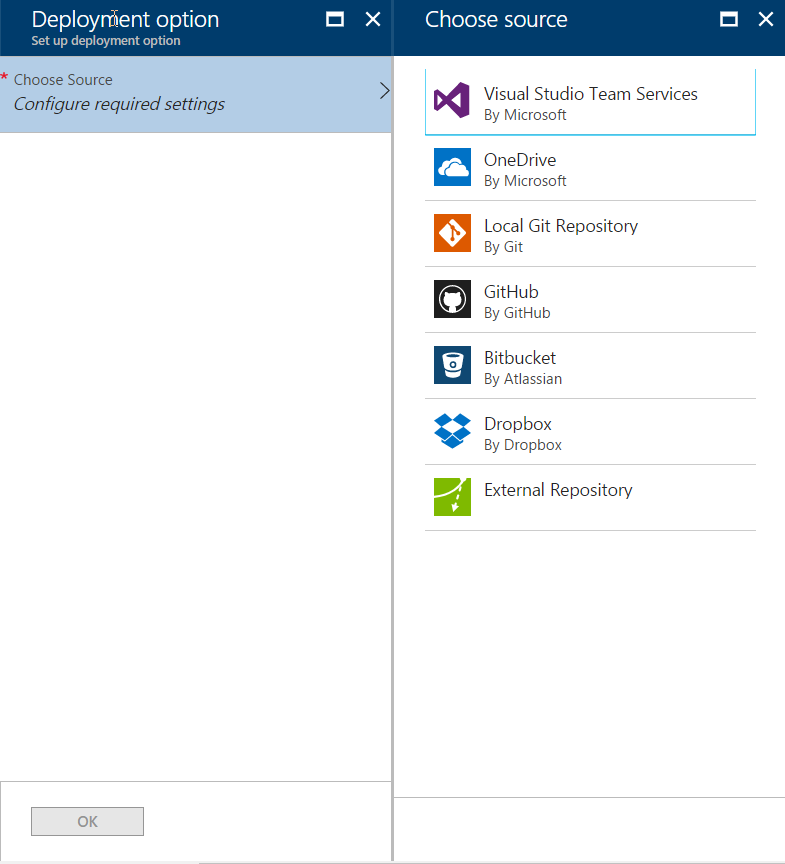 Deployment option
Set up deployment option
* Choose Source
Configure required settings
OK
Choose source
Visual Studio Team Services
By Microsoft
OneDrive
By Microsoft
Local Git Repository
By Git
GitHub
By GitHub
Bitbucket
By Atlassian
Dropbox
By Dropbox
External Repository